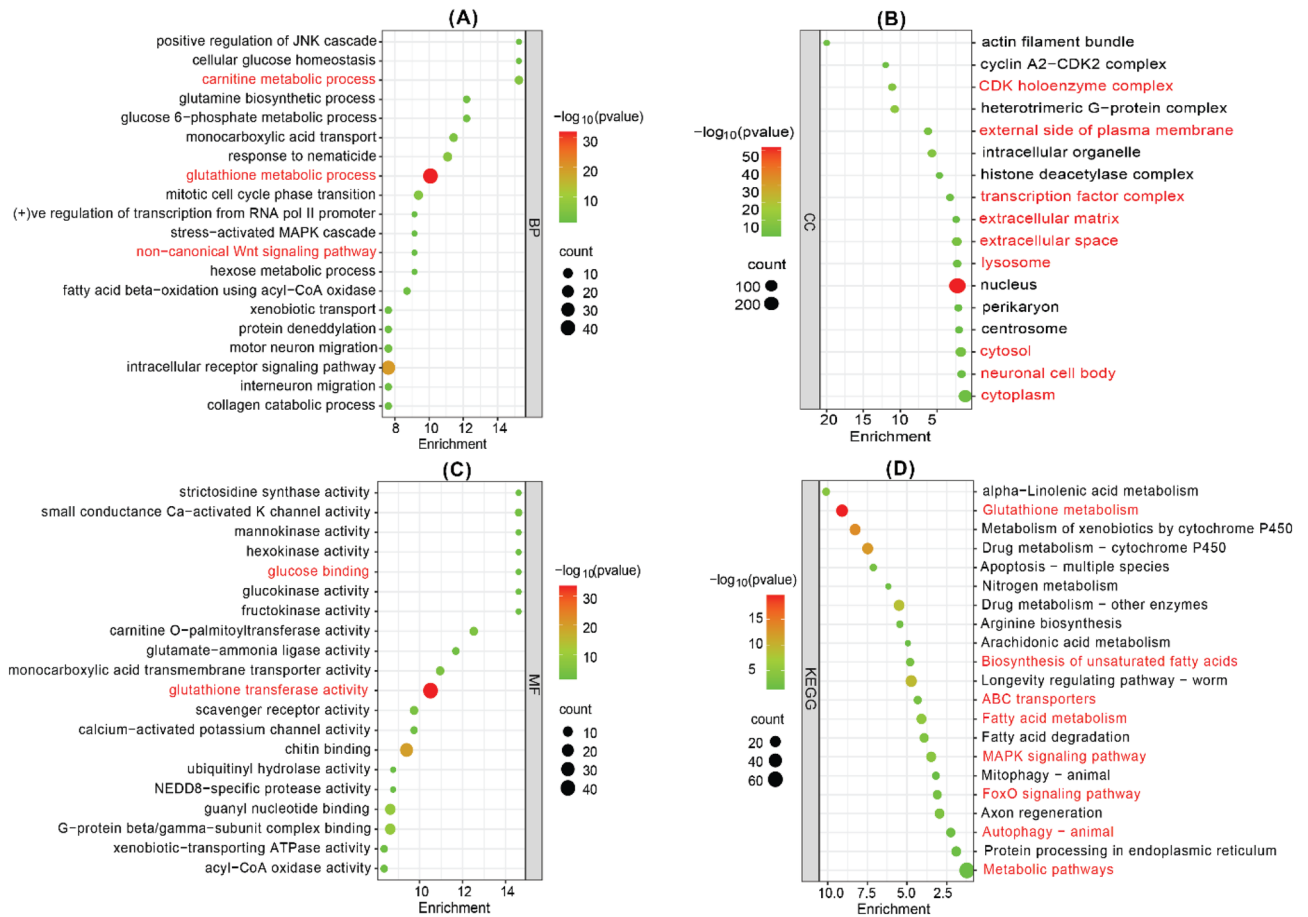 (A)
positive regulation of JNK cascade
cellular glucose homeostasis
carnitine metabolic process
glutamine biosynthetic process
glucose 6−phosphate metabolic process
monocarboxylic acid transport
response to nematicide
glutathione metabolic process
mitotic cell cycle phase transition
(+)ve regulation of transcription from RNA pol II promoter
stress−activated MAPK cascade
non−canonical Wnt signaling pathway
hexose metabolic process
fatty acid beta−oxidation using acyl−CoA oxidase
xenobiotic transport
protein deneddylation
motor neuron migration
intracellular receptor signaling pathway
interneuron migration
collagen catabolic process
8 10 12 14
Enrichment
BP
−log10(pvalue)
30
20
10
count
10
20
30
40
(B)
actin filament bundle
cyclin A2−CDK2 complex
CDK holoenzyme complex
heterotrimeric G−protein complex
external side of plasma membrane
intracellular organelle
histone deacetylase complex
transcription factor complex
extracellular matrix
extracellular space
lysosome
nucleus
perikaryon
centrosome
cytosol
neuronal cell body
cytoplasm
20 15 10 5
Enrichment
CC
−log10(pvalue)
50
40
30
20
10
count
100
200
(C)
strictosidine synthase activity
small conductance Ca−activated K channel activity
mannokinase activity
hexokinase activity
glucose binding
glucokinase activity
fructokinase activity
carnitine O−palmitoyltransferase activity
glutamate−ammonia ligase activity
monocarboxylic acid transmembrane transporter activity
glutathione transferase activity
scavenger receptor activity
calcium−activated potassium channel activity
chitin binding
ubiquitinyl hydrolase activity
NEDD8−specific protease activity
guanyl nucleotide binding
G−protein beta/gamma−subunit complex binding
xenobiotic−transporting ATPase activity
acyl−CoA oxidase activity
10 12 14
Enrichment
MF
−log10(pvalue)
30
20
10
count
10
20
30
40
(D)
alpha−Linolenic acid metabolism
Glutathione metabolism
Metabolism of xenobiotics by cytochrome P450
Drug metabolism − cytochrome P450
Apoptosis − multiple species
Nitrogen metabolism
Drug metabolism − other enzymes
Arginine biosynthesis
Arachidonic acid metabolism
Biosynthesis of unsaturated fatty acids
Longevity regulating pathway − worm
ABC transporters
Fatty acid metabolism
Fatty acid degradation
MAPK signaling pathway
Mitophagy − animal
FoxO signaling pathway
Axon regeneration
Autophagy − animal
Protein processing in endoplasmic reticulum
Metabolic pathways
10.0 7.5 5.0 2.5
Enrichment
KEGG
−log10(pvalue)
15
10
5
count
20
40
60